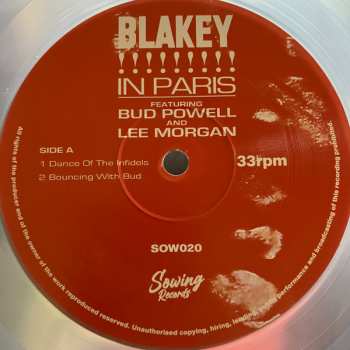 BLAKEY
!!!!!!!!!
IN PARIS
FEATURING
BUD POWELL
AND
LEE MORGAN
SIDE A
1 Dance Of The Infidels
2 Bouncing With Bud
33rpm
SOW020
Sowing
Records
All rights of the producer and of the owner of the work reproduced reserved. Unauthorised copying, hiring, lending, public performance and broadcasting of this recording prohibited.